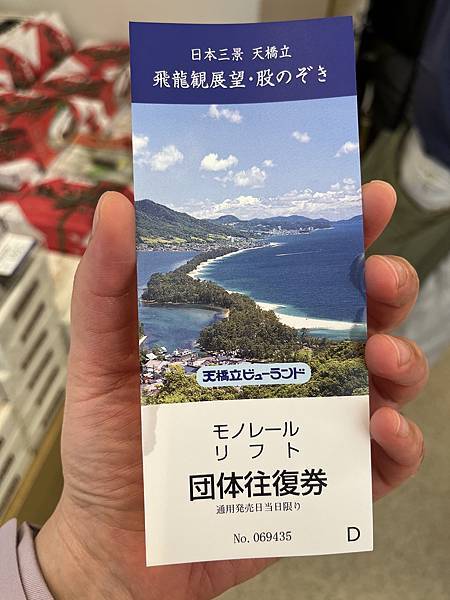 日本三景 天橋立
飛龍観展望・股のぞき
天橋立ビューランド
モノレール
リフト
団体往復券
通用発売日当日限り
No. 069435
D